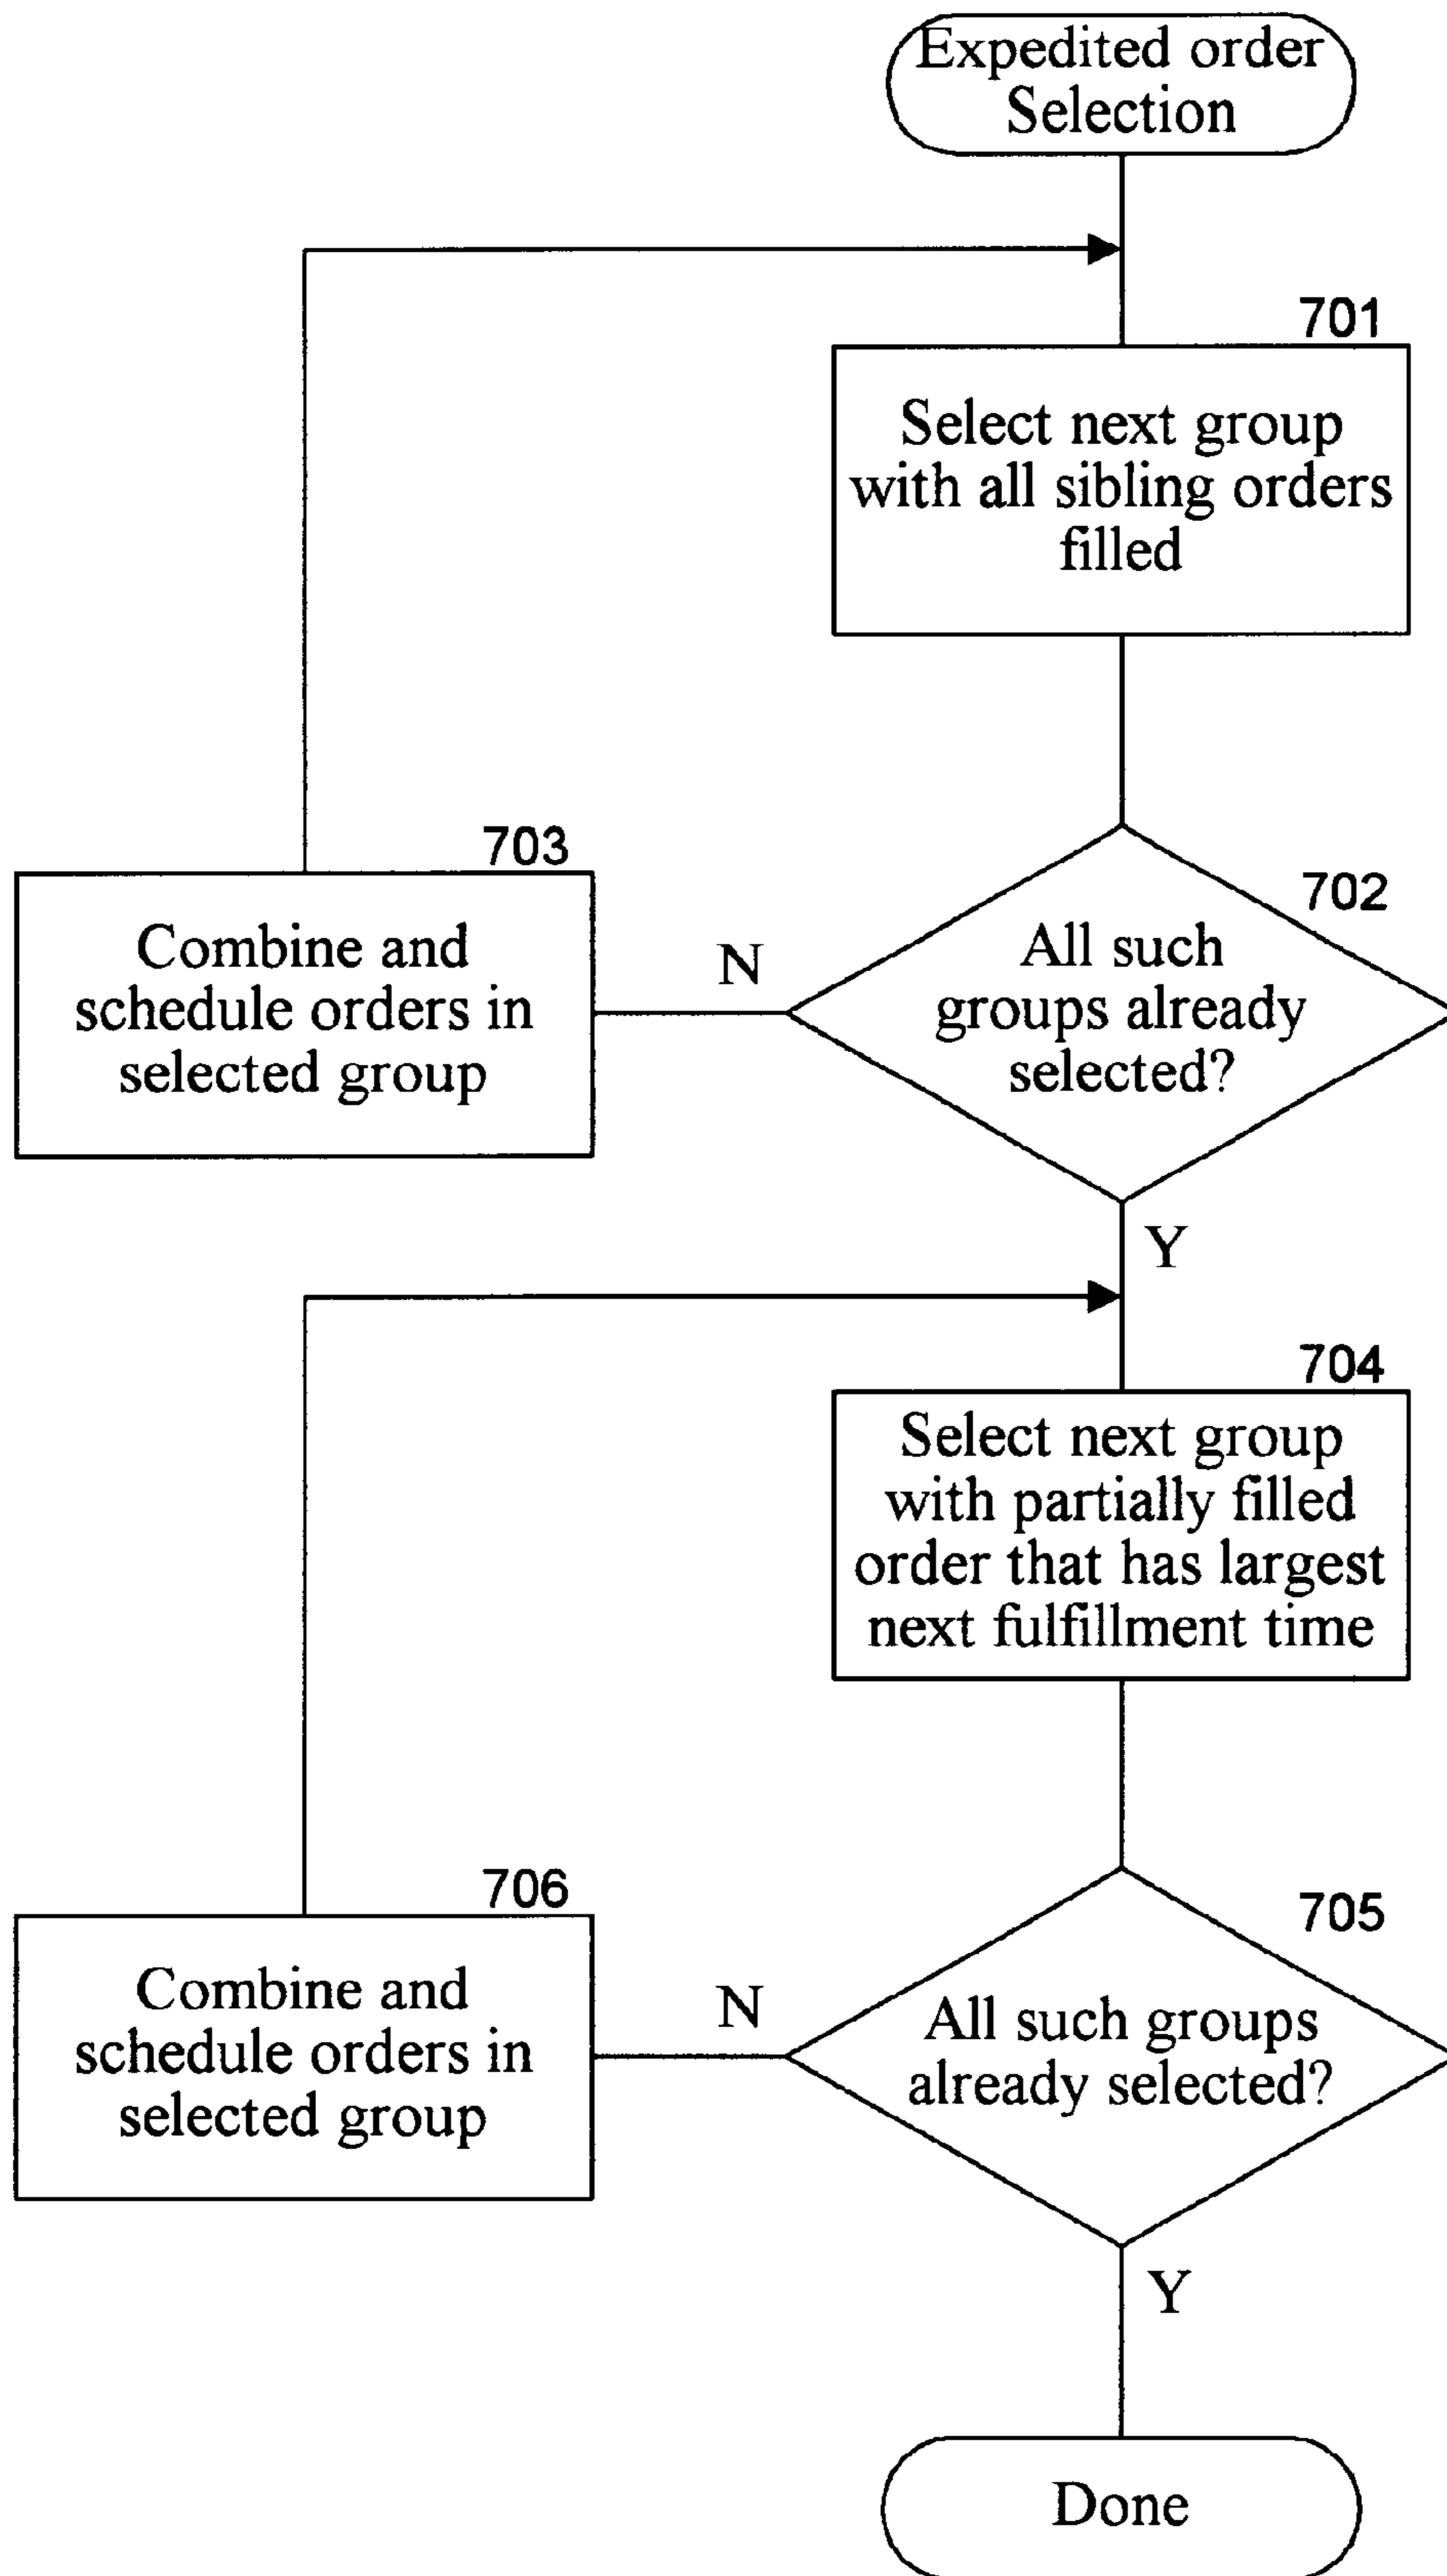 Expedited order
Selection
701
Select next group
with all sibling orders
filled
703
Combine and
schedule orders in
selected group
N
702
All such
groups already
selected?
Y
704
Select next group
with partially filled
order that has largest
next fulfillment time
706
Combine and
schedule orders in
selected group
N
705
All such groups
already selected?
Y
Done